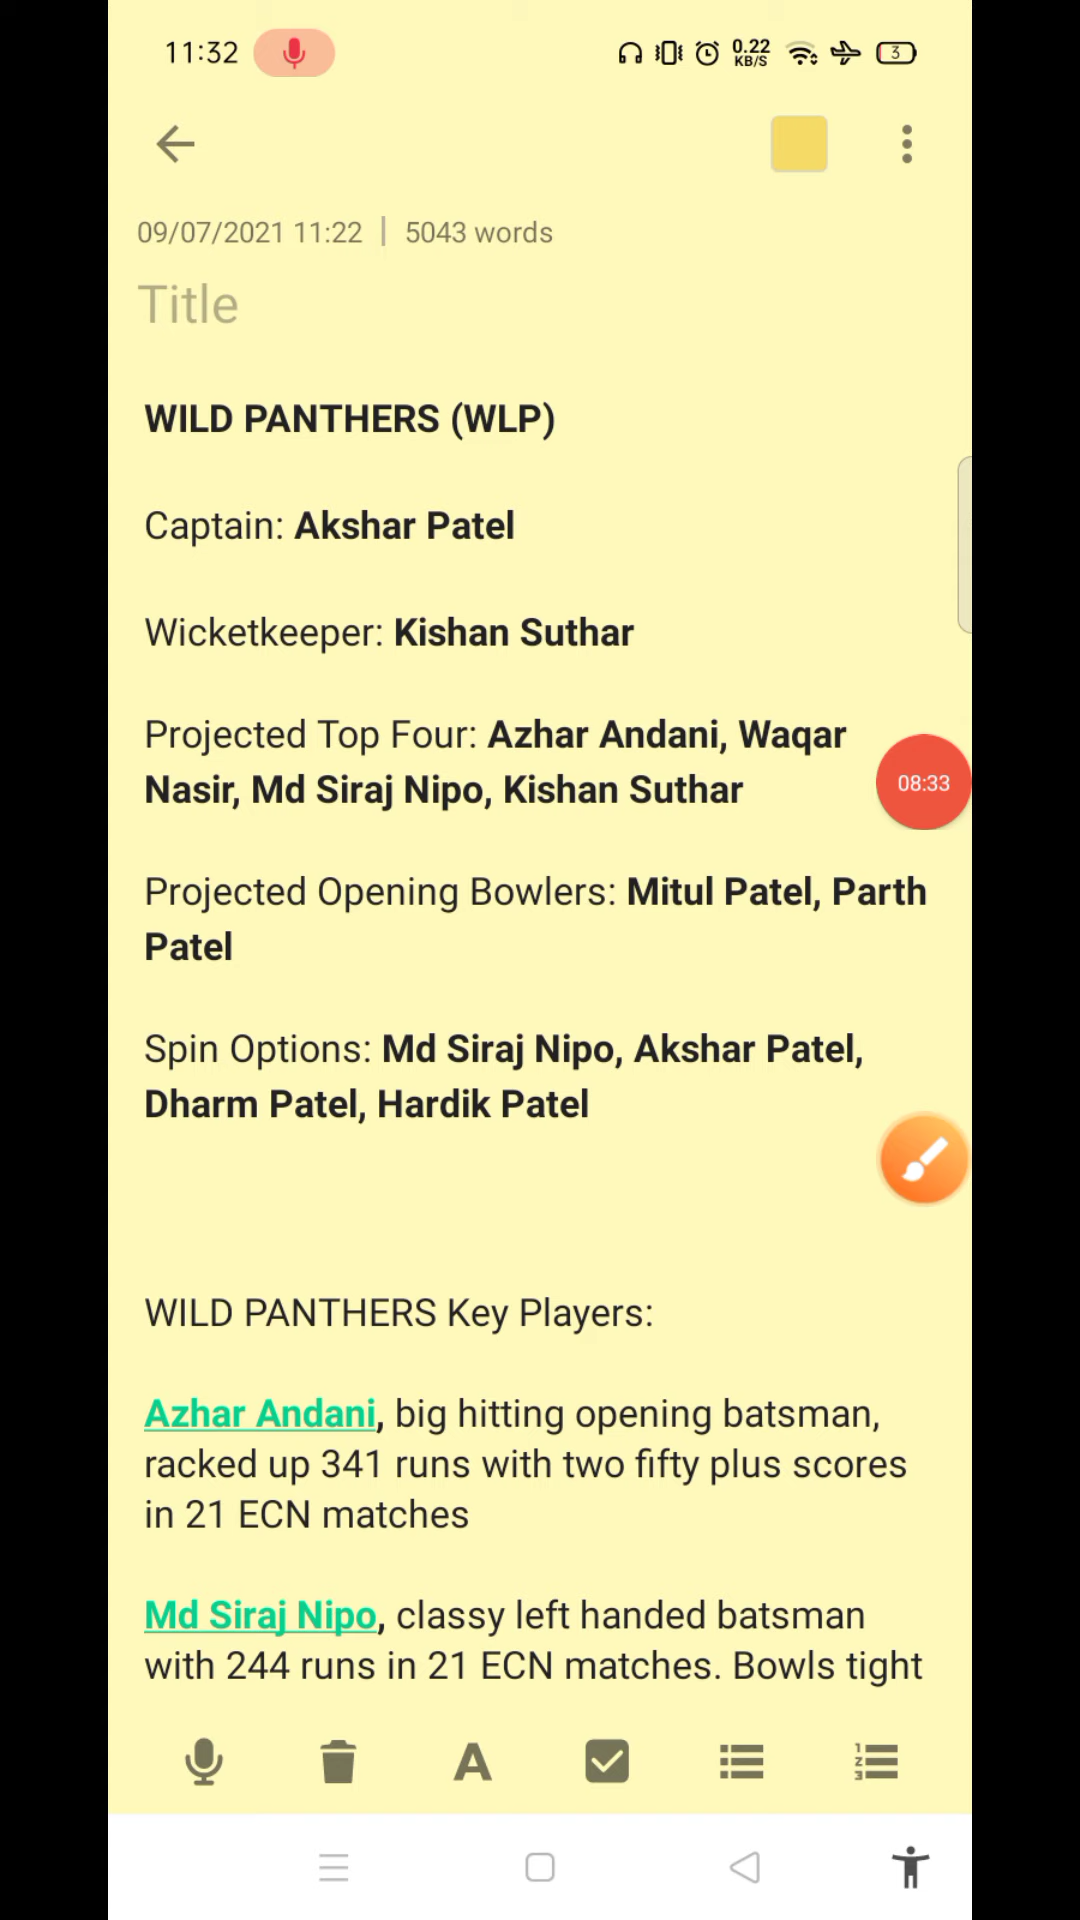 11:32
0.22
KB/S
3
09/07/2021 11:22 | 5043 words
Title
WILD PANTHERS (WLP)
Captain: Akshar Patel
Wicketkeeper: Kishan Suthar
Projected Top Four: Azhar Andani, Waqar
Nasir, Md Siraj Nipo, Kishan Suthar
08:33
Projected Opening Bowlers: Mitul Patel, Parth
Patel
Spin Options: Md Siraj Nipo, Akshar Patel,
Dharm Patel, Hardik Patel
WILD PANTHERS Key Players:
Azhar Andani, big hitting opening batsman,
racked up 341 runs with two fifty plus scores
in 21 ECN matches
Md Siraj Nipo, classy left handed batsman
with 244 runs in 21 ECN matches. Bowls tight